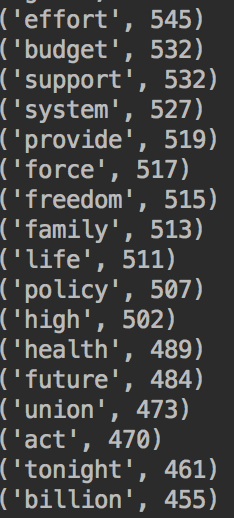 ('effort', 545)
('budget', 532)
('support', 532)
('system', 527)
('provide', 519)
('force', 517)
('freedom', 515)
('family', 513)
('life', 511)
('policy', 507)
('high', 502)
('health', 489)
('future', 484)
('union', 473)
('act', 470)
('tonight', 461)
('billion', 455)